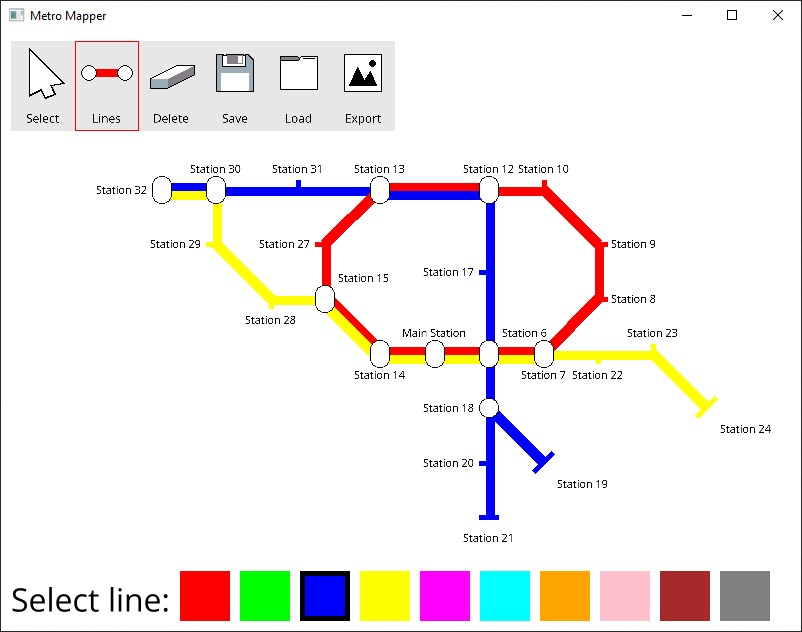 Metro Mapper
Select Lines Delete Save Load Export
Station 30 Station 31 Station 13 Station 12 Station 10
Station 32
Station 29 Station 27 Station 9
Station 15 Station 17
Station 8
Station 28 Main Station Station 6 Station 23
Station 14 Station 7 Station 22
Station 18
Station 24
Station 20
Station 19
Station 21
Select line: